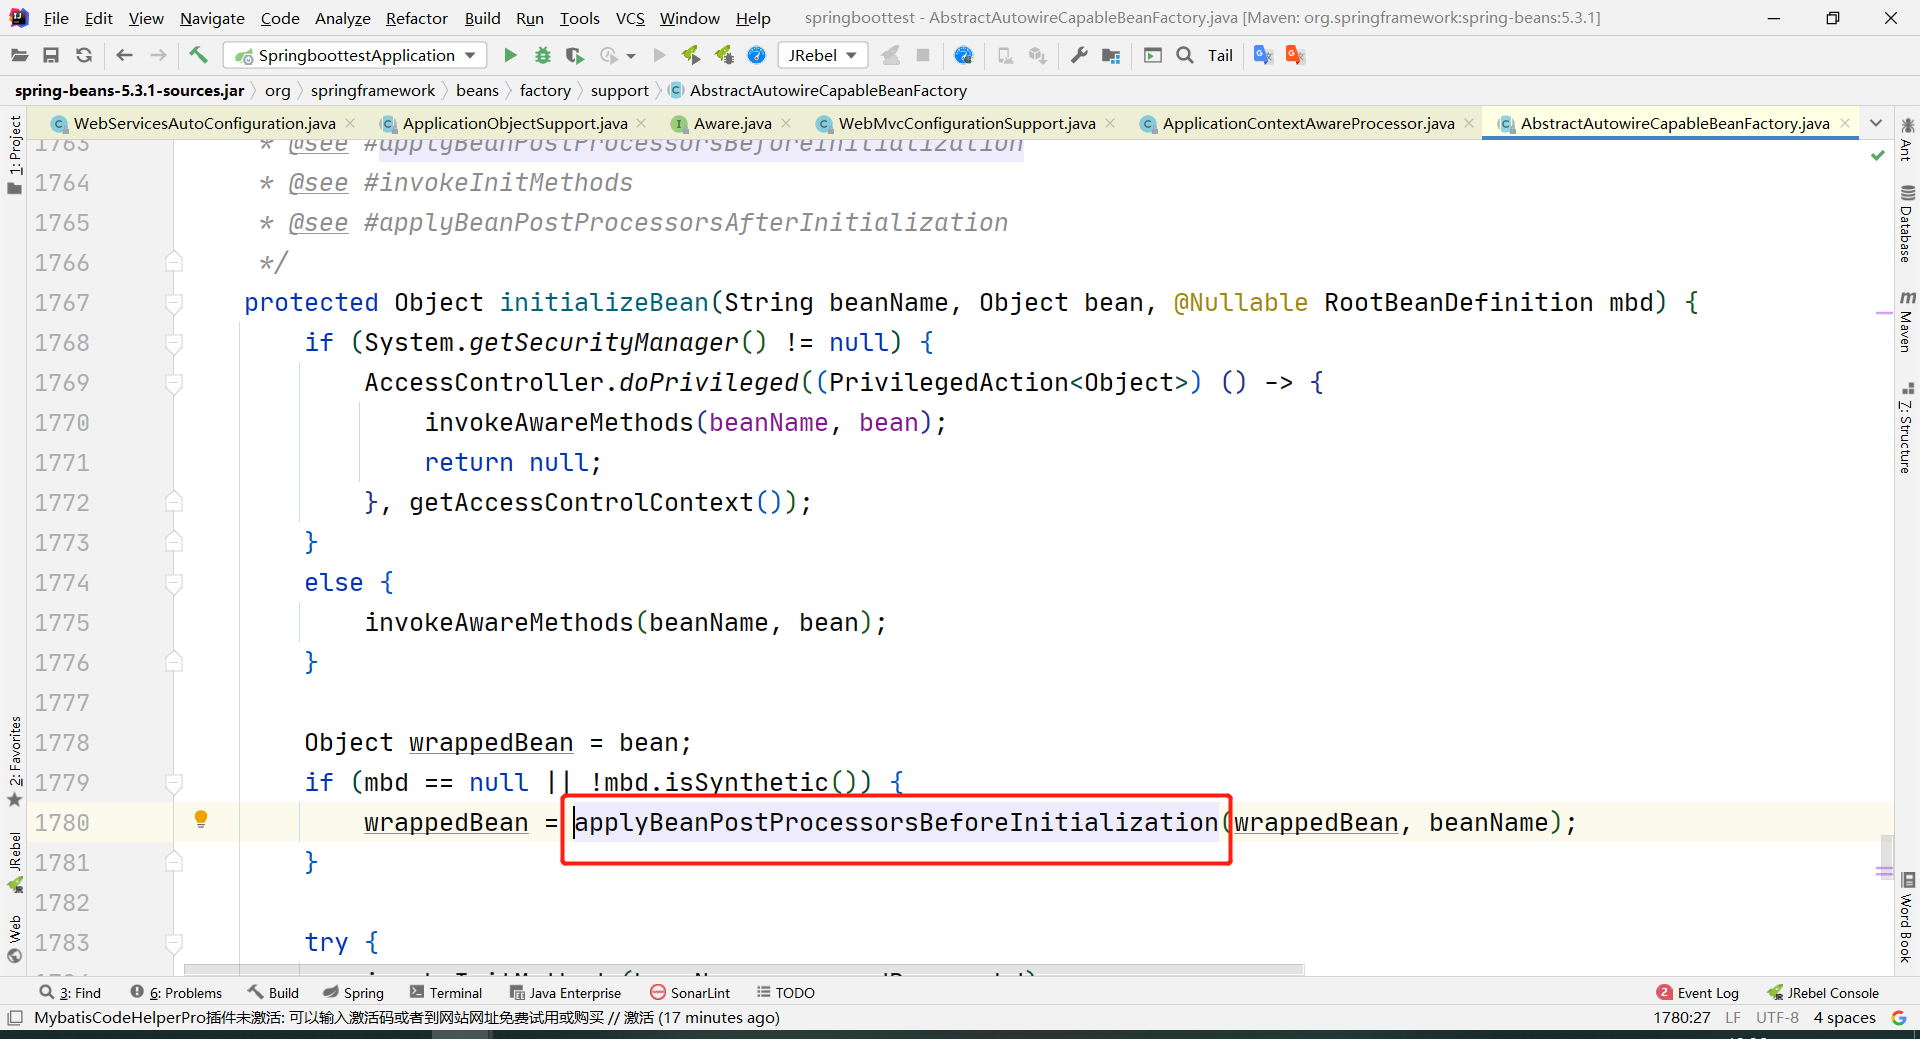 File Edit View Navigate Code Analyze Refactor Build Run Tools VCS Window Help springboottest - AbstractAutowireCapableBeanFactory.java [Maven: org.springframework:spring-beans:5.3.1]
SpringboottestApplication JRebel Tail
spring-beans-5.3.1-sources.jar org springframework beans factory support AbstractAutowireCapableBeanFactory
WebServicesAutoConfiguration.java ApplicationObjectSupport.java Aware.java WebMvcConfigurationSupport.java ApplicationContextAwareProcessor.java AbstractAutowireCapableBeanFactory.java
1763 * @see #applyBeanPostProcessorsBeforeInitialization
1764 * @see #invokeInitMethods
1765 * @see #applyBeanPostProcessorsAfterInitialization
1766 */
1767 protected Object initializeBean(String beanName, Object bean, @Nullable RootBeanDefinition mbd) {
1768 if (System.getSecurityManager() != null) {
1769 AccessController.doPrivileged((PrivilegedAction<Object>) () -> {
1770 invokeAwareMethods(beanName, bean);
1771 return null;
1772 }, getAccessControlContext());
1773 }
1774 else {
1775 invokeAwareMethods(beanName, bean);
1776 }
1777
1778 Object wrappedBean = bean;
1779 if (mbd == null || !mbd.isSynthetic()) {
1780 wrappedBean = applyBeanPostProcessorsBeforeInitialization(wrappedBean, beanName);
1781 }
1782
1783 try {
1: Project
2: Favorites
JRebel
Web
Ant
Database
Maven
7: Structure
Word Book
3: Find 6: Problems Build Spring Terminal Java Enterprise SonarLint TODO 2 Event Log JRebel Console
MybatisCodeHelperPro插件未激活: 可以输入激活码或者到网站网址免费试用或购买 // 激活 (17 minutes ago) 1780:27 LF UTF-8 4 spaces